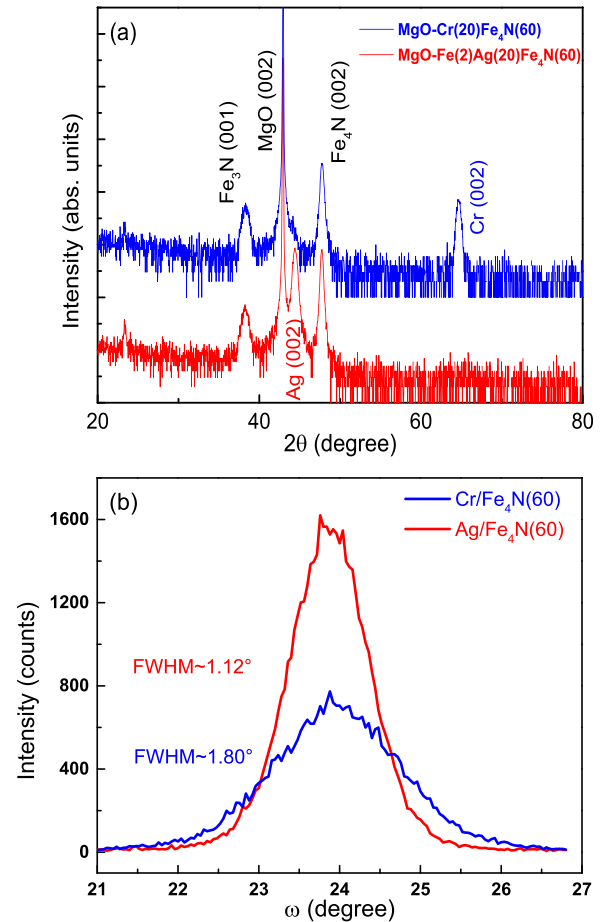 (a)
MgO-Cr(20)Fe₄N(60)
MgO-Fe(2)Ag(20)Fe₄N(60)
Intensity (abs. units)
Fe₃N (001)
MgO (002)
Fe₄N (002)
Cr (002)
Ag (002)
20 40 60 80
2θ (degree)
(b)
Cr/Fe₄N(60)
Ag/Fe₄N(60)
Intensity (counts)
1600
1200
800
400
0
FWHM~1.12°
FWHM~1.80°
21 22 23 24 25 26 27
ω (degree)